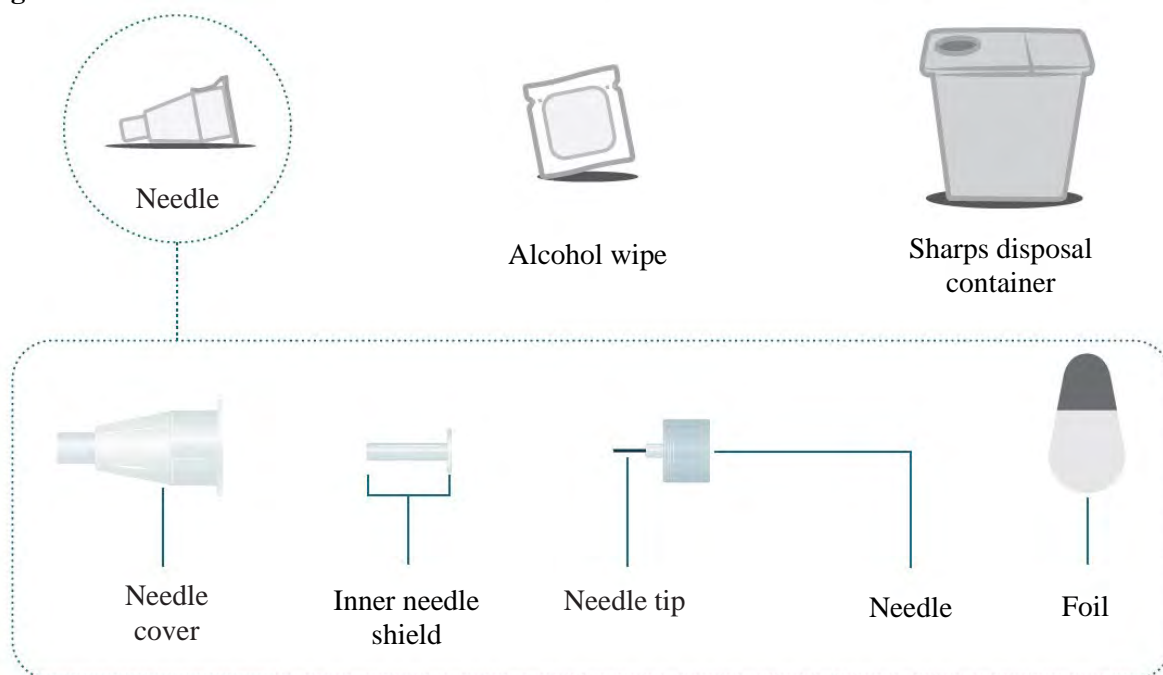 Needle
Alcohol wipe
Sharps disposal
container
Needle
cover
Inner needle
shield
Needle tip
Needle
Foil